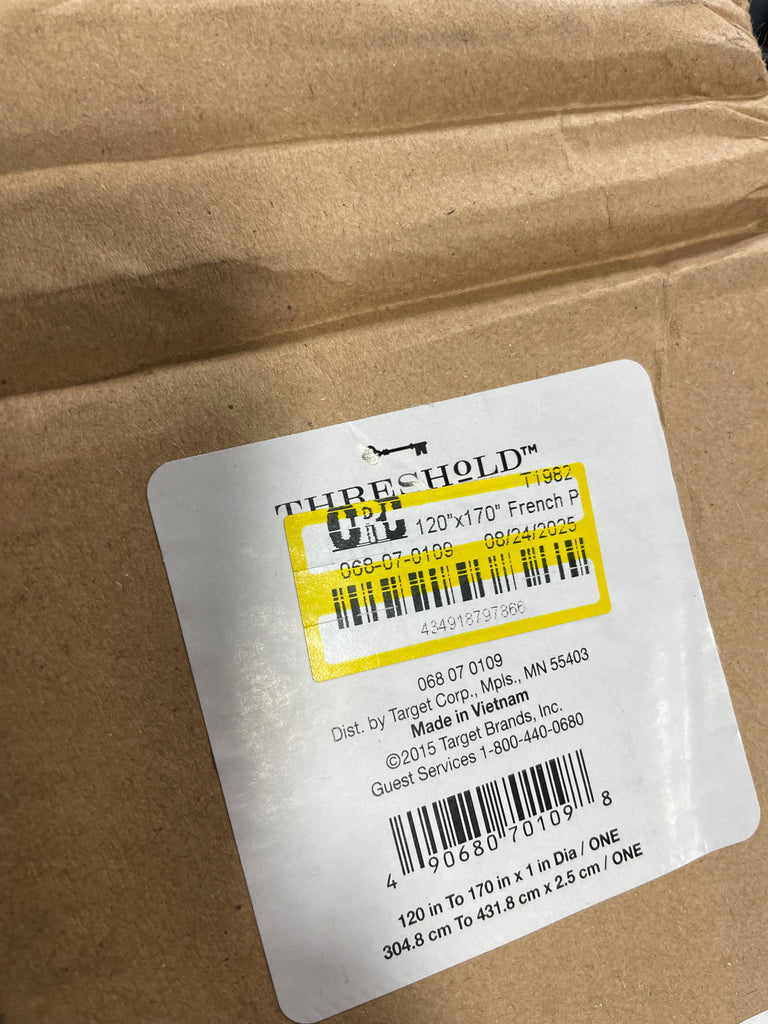 THRESHOLD™
T1982
CRC 120"x170" French P
068-07-0109 08/24/2025
434918797866
068 07 0109
Dist. by Target Corp., Mpls., MN 55403
Made in Vietnam
©2015 Target Brands, Inc.
Guest Services 1-800-440-0680
4 90680 70109 8
120 in To 170 in x 1 in Dia / ONE
304.8 cm To 431.8 cm x 2.5 cm / ONE